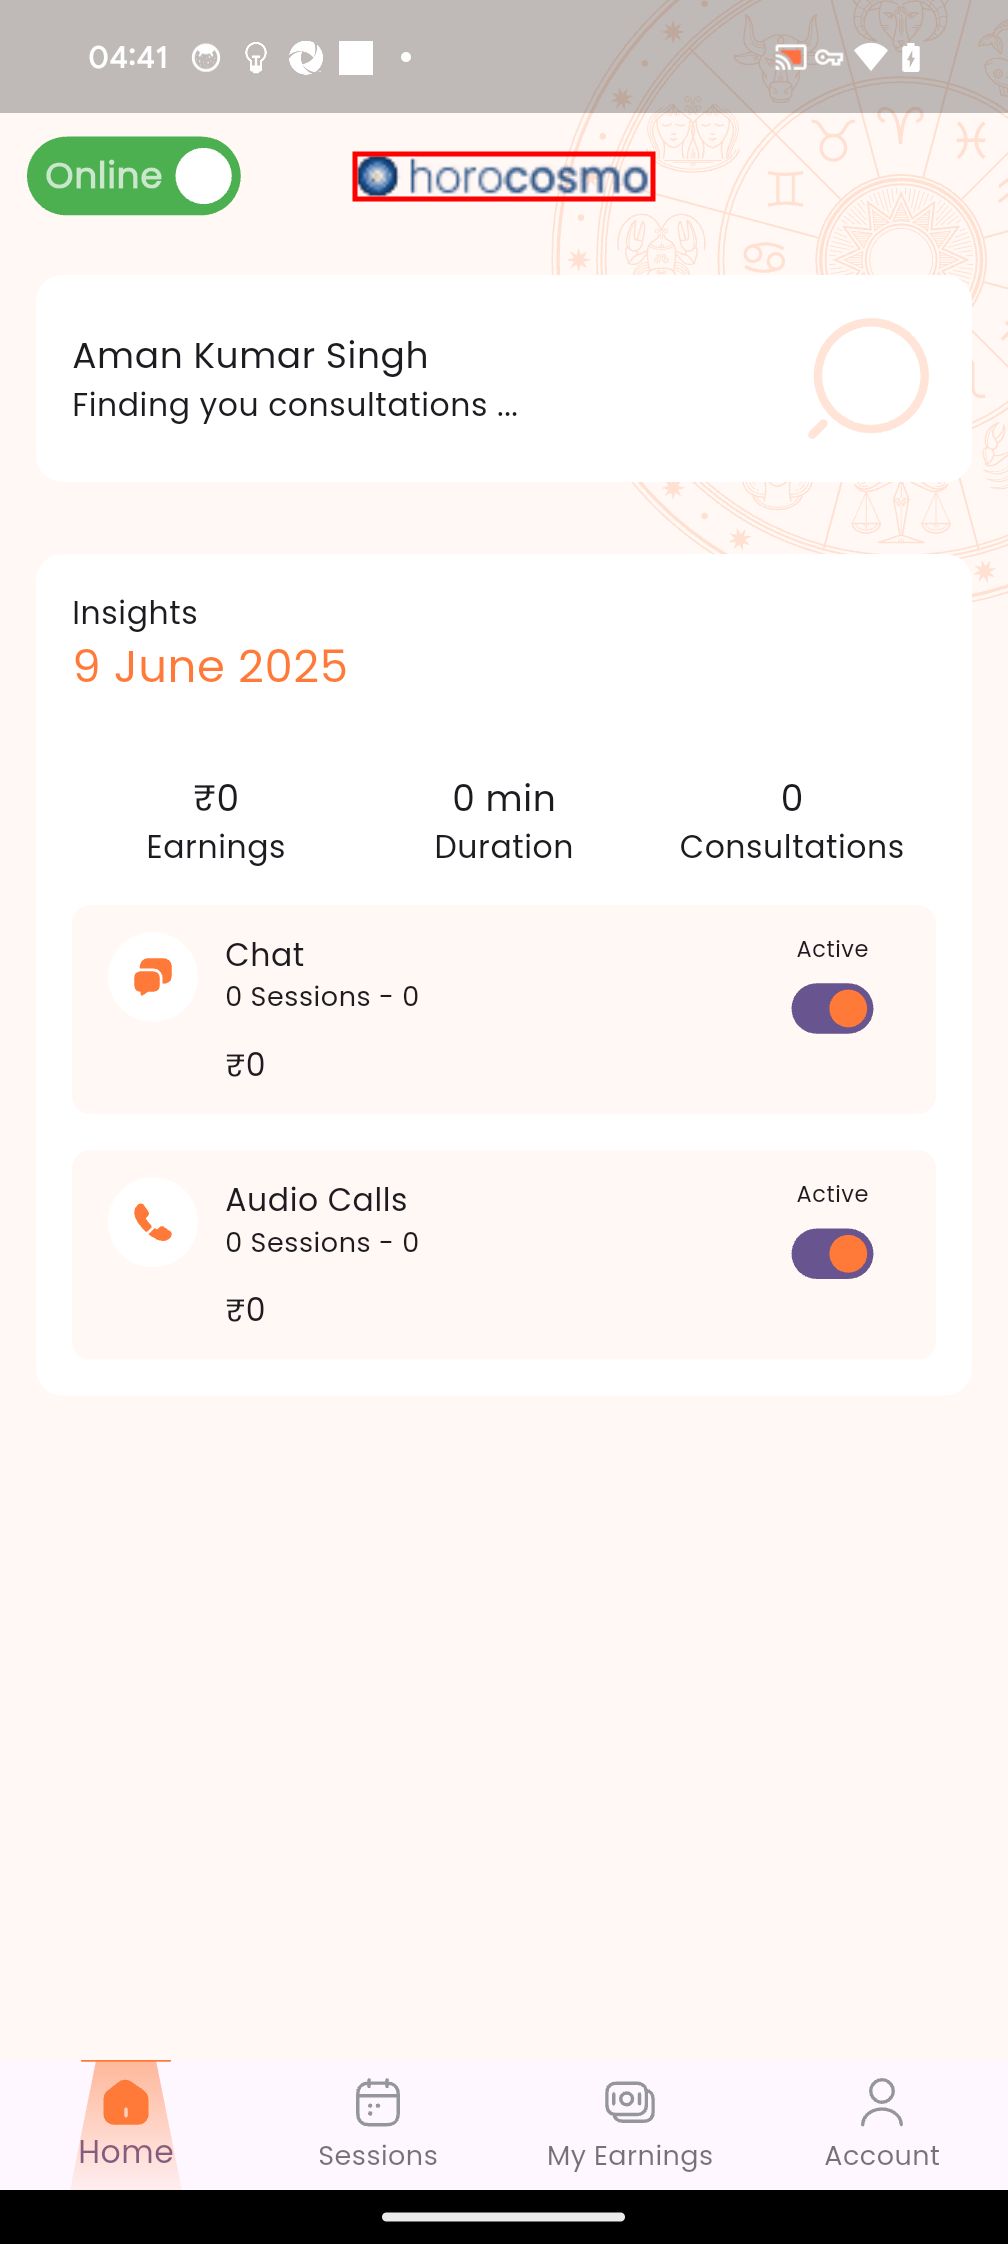 04:41
Online
horocosmo
Aman Kumar Singh
Finding you consultations ...
Insights
9 June 2025
₹0
0 min
0
Earnings
Duration
Consultations
Chat
Active
0 Sessions - 0
₹0
Audio Calls
Active
0 Sessions - 0
₹0
Home
Sessions
My Earnings
Account